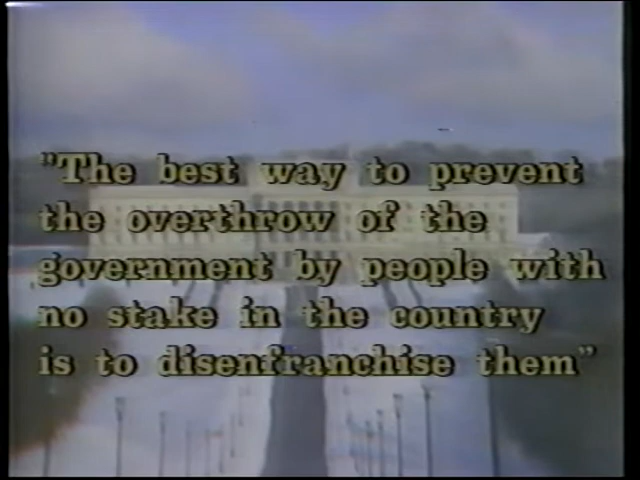 "The best way to prevent
the overthrow of the
government by people with
no stake in the country
is to disenfranchise them"